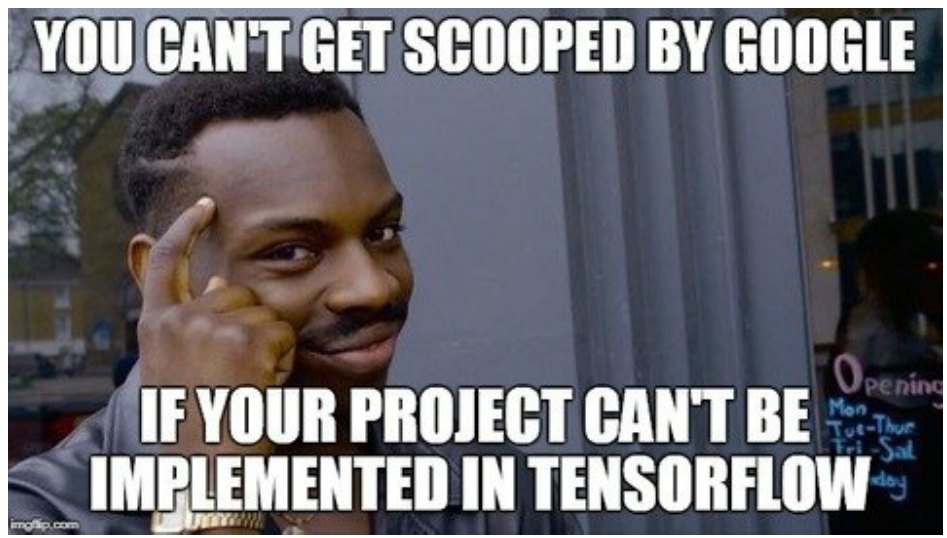 YOU CAN'T GET SCOOPED BY GOOGLE
IF YOUR PROJECT CAN'T BE
IMPLEMENTED IN TENSORFLOW
Opening
Mon
Tue-Thur
Fri-Sat
imgflip.com